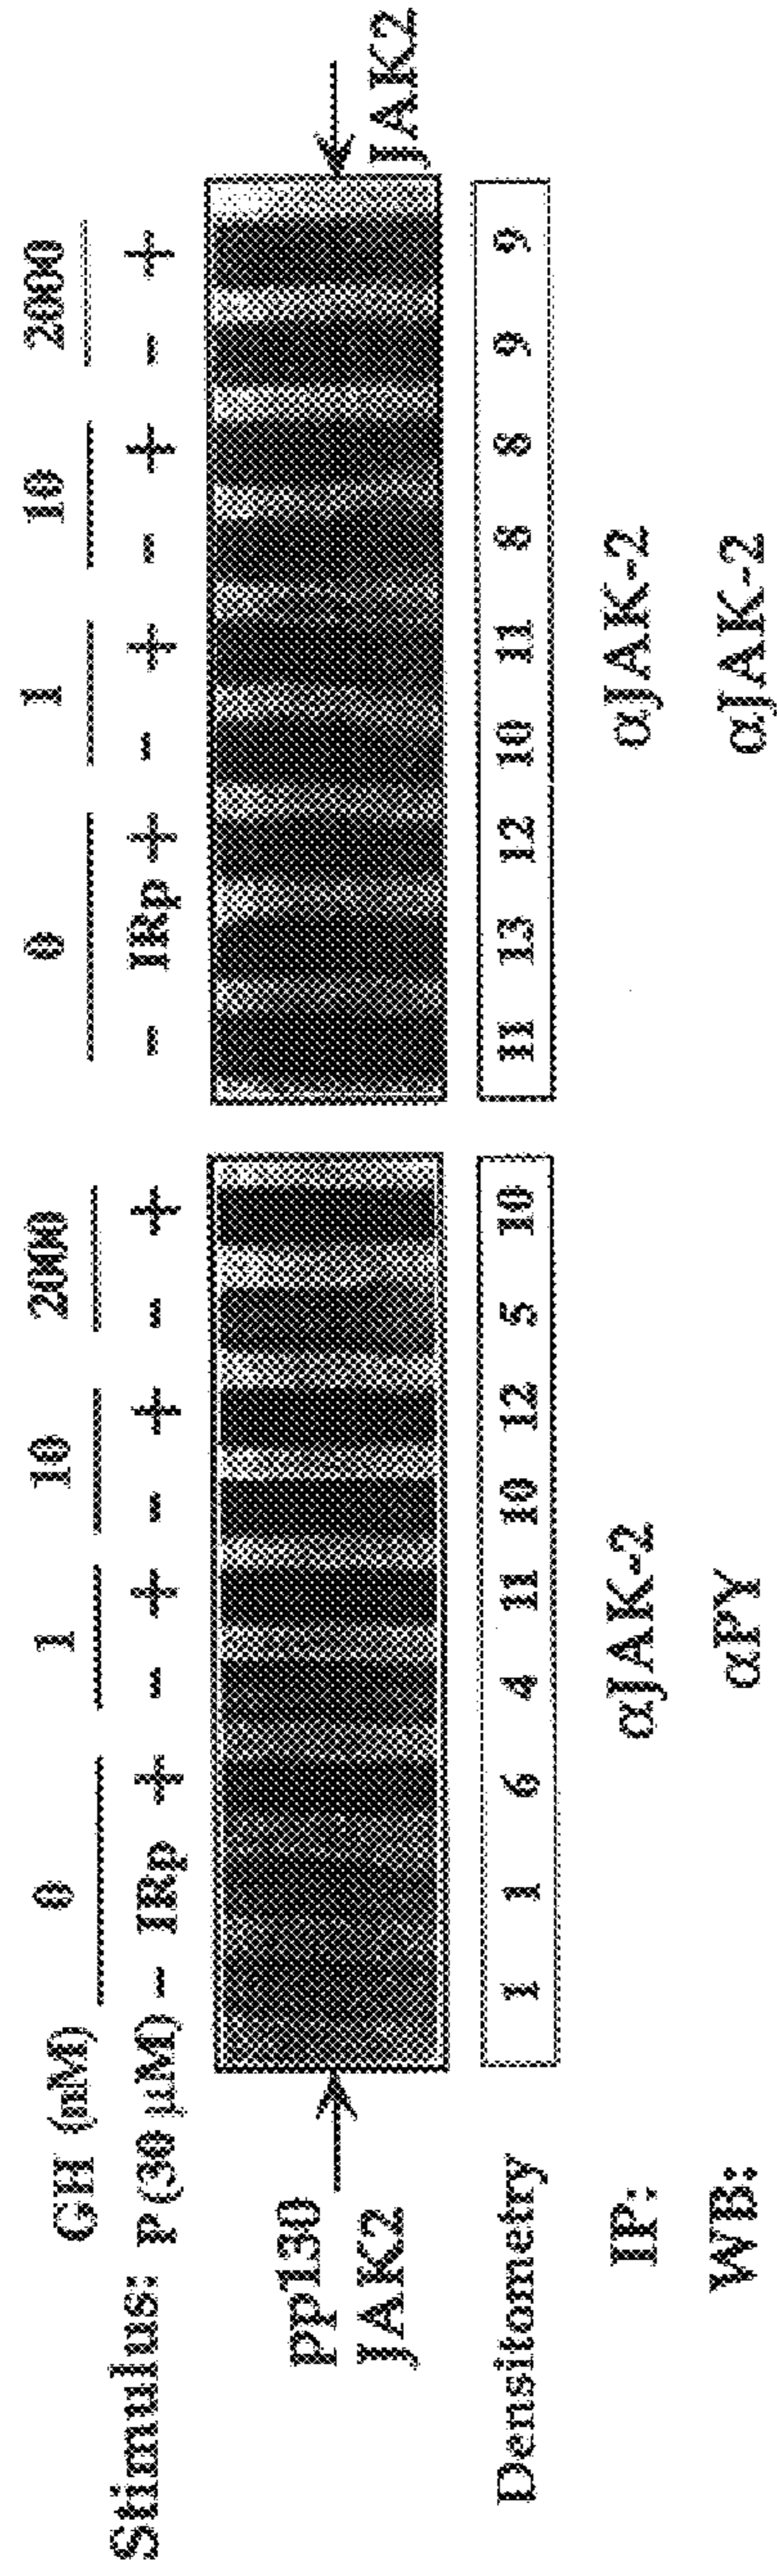 GH (nM) 0 1 10 2000 0 1 10 2000
Stimulus: P (30 µM) − IRp + − + − + − + − IRp + − + − + − +
pp130
JAK2
JAK2
Densitometry 1 1 6 4 11 10 12 5 10 11 13 12 10 11 8 8 9 9
IP: αJAK-2 αJAK-2
WB: αPY αJAK-2